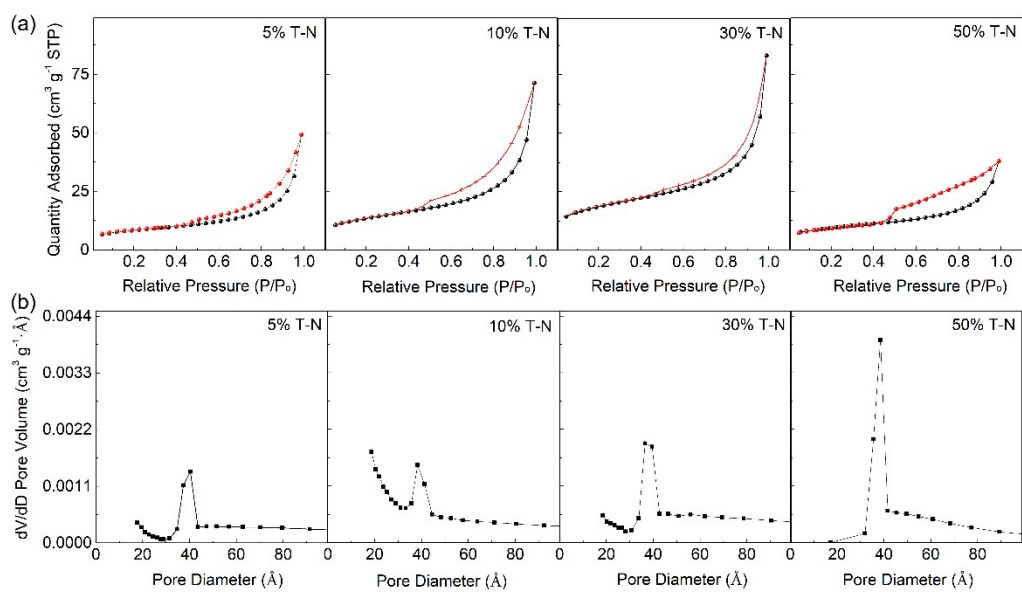 (a)
5% T-N
10% T-N
30% T-N
50% T-N
Quantity Adsorbed (cm³ g⁻¹ STP)
75
50
25
0
0.2 0.4 0.6 0.8 1.0
0.2 0.4 0.6 0.8 1.0
0.2 0.4 0.6 0.8 1.0
0.2 0.4 0.6 0.8 1.0
Relative Pressure (P/P₀)
Relative Pressure (P/P₀)
Relative Pressure (P/P₀)
Relative Pressure (P/P₀)
(b)
5% T-N
10% T-N
30% T-N
50% T-N
dV/dD Pore Volume (cm³ g⁻¹·Å)
0.0044
0.0033
0.0022
0.0011
0.0000
0 20 40 60 80
0 20 40 60 80
0 20 40 60 80
0 20 40 60 80
Pore Diameter (Å)
Pore Diameter (Å)
Pore Diameter (Å)
Pore Diameter (Å)